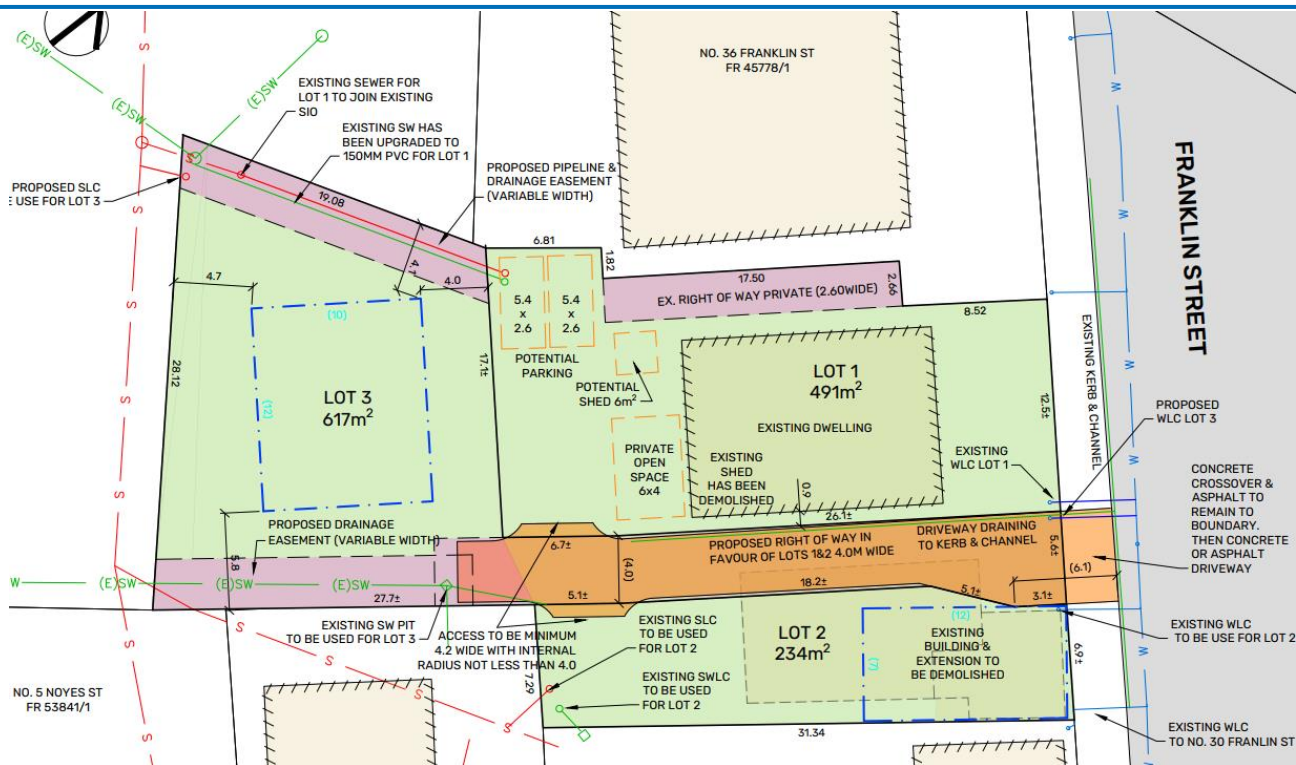 (E)SW
(E)SW
(E)SW
S
S
EXISTING SEWER FOR
LOT 1 TO JOIN EXISTING
SIO
EXISTING SW HAS
BEEN UPGRADED TO
150MM PVC FOR LOT 1
PROPOSED PIPELINE &
DRAINAGE EASEMENT
(VARIABLE WIDTH)
PROPOSED SLC
E USE FOR LOT 3
NO. 36 FRANKLIN ST
FR 45778/1
FRANKLIN STREET
W
W
W
W
W
W
19.08
4.7
4.1
4.0
6.81
1.82
17.50
2.66
EX. RIGHT OF WAY PRIVATE (2.60WIDE)
8.52
5.4
x
2.6
5.4
x
2.6
POTENTIAL
PARKING
POTENTIAL
SHED 6m²
(10)
(12)
28.12
17.1±
LOT 3
617m²
LOT 1
491m²
EXISTING DWELLING
PRIVATE
OPEN
SPACE
6x4
EXISTING
SHED
HAS BEEN
DEMOLISHED
12.5±
EXISTING KERB & CHANNEL
EXISTING
WLC LOT 1
PROPOSED
WLC LOT 3
CONCRETE
CROSSOVER &
ASPHALT TO
REMAIN TO
BOUNDARY.
THEN CONCRETE
OR ASPHALT
DRIVEWAY
0.9
26.1±
PROPOSED RIGHT OF WAY IN
FAVOUR OF LOTS 1&2 4.0M WIDE
DRIVEWAY DRAINING
TO KERB & CHANNEL
5.6±
(6.1)
6.7±
(4.0)
5.1±
18.2±
5.1±
3.1±
PROPOSED DRAINAGE
EASEMENT (VARIABLE WIDTH)
5.8
W
(E)SW
(E)SW
(E)SW
27.7±
S
S
S
S
S
S
S
S
EXISTING SW PIT
TO BE USED FOR LOT 3
ACCESS TO BE MINIMUM
4.2 WIDE WITH INTERNAL
RADIUS NOT LESS THAN 4.0
EXISTING SLC
TO BE USED
FOR LOT 2
EXISTING SWLC
TO BE USED
FOR LOT 2
7.29
LOT 2
234m²
(12)
(7)
EXISTING
BUILDING &
EXTENSION TO
BE DEMOLISHED
6.9±
31.34
EXISTING WLC
TO BE USE FOR LOT 2
EXISTING WLC
TO NO. 30 FRANLIN ST
NO. 5 NOYES ST
FR 53841/1